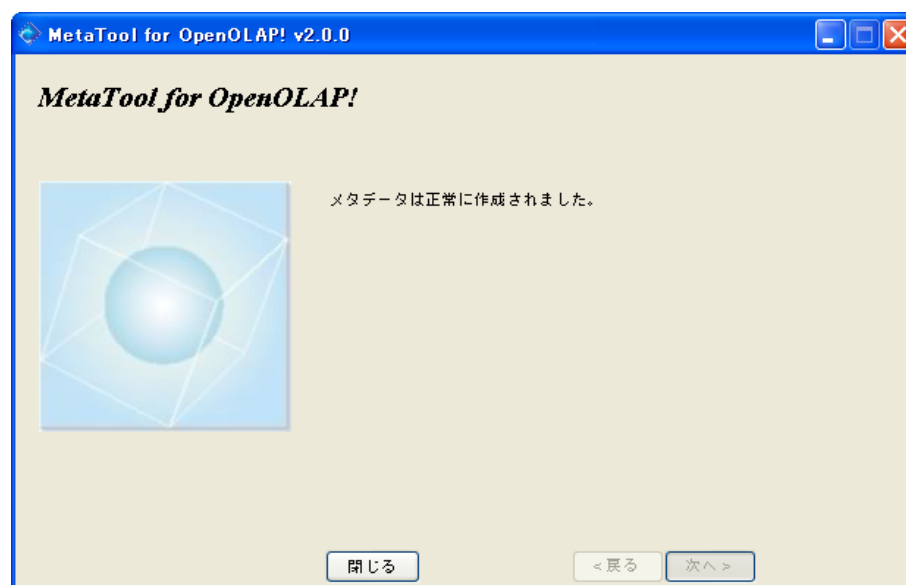 MetaTool for OpenOLAP! v2.0.0
MetaTool for OpenOLAP!
メタデータは正常に作成されました。
閉じる
<戻る
次へ>